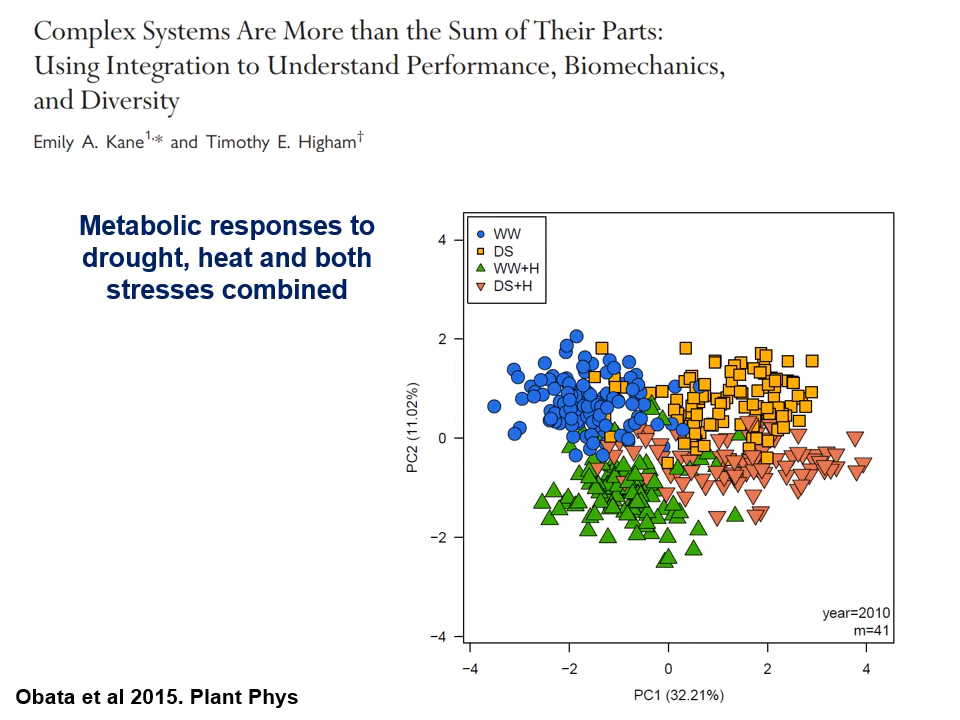 Complex Systems Are More than the Sum of Their Parts:
Using Integration to Understand Performance, Biomechanics,
and Diversity
Emily A. Kane¹,* and Timothy E. Higham†
Metabolic responses to
drought, heat and both
stresses combined
WW
DS
WW+H
DS+H
4
2
0
−2
−4
PC2 (11.02%)
year=2010
m=41
−4 −2 0 2 4
PC1 (32.21%)
Obata et al 2015. Plant Phys